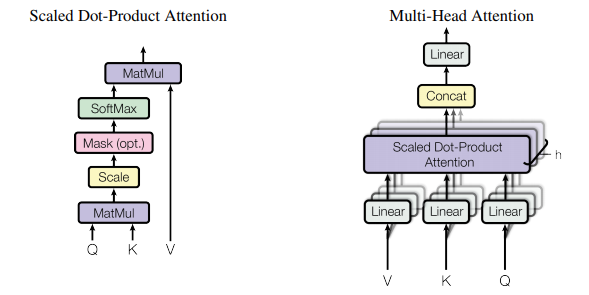 Scaled Dot-Product Attention
MatMul
SoftMax
Mask (opt.)
Scale
MatMul
Q K V
Multi-Head Attention
Linear
Concat
Scaled Dot-Product
Attention
h
Linear Linear Linear
V K Q